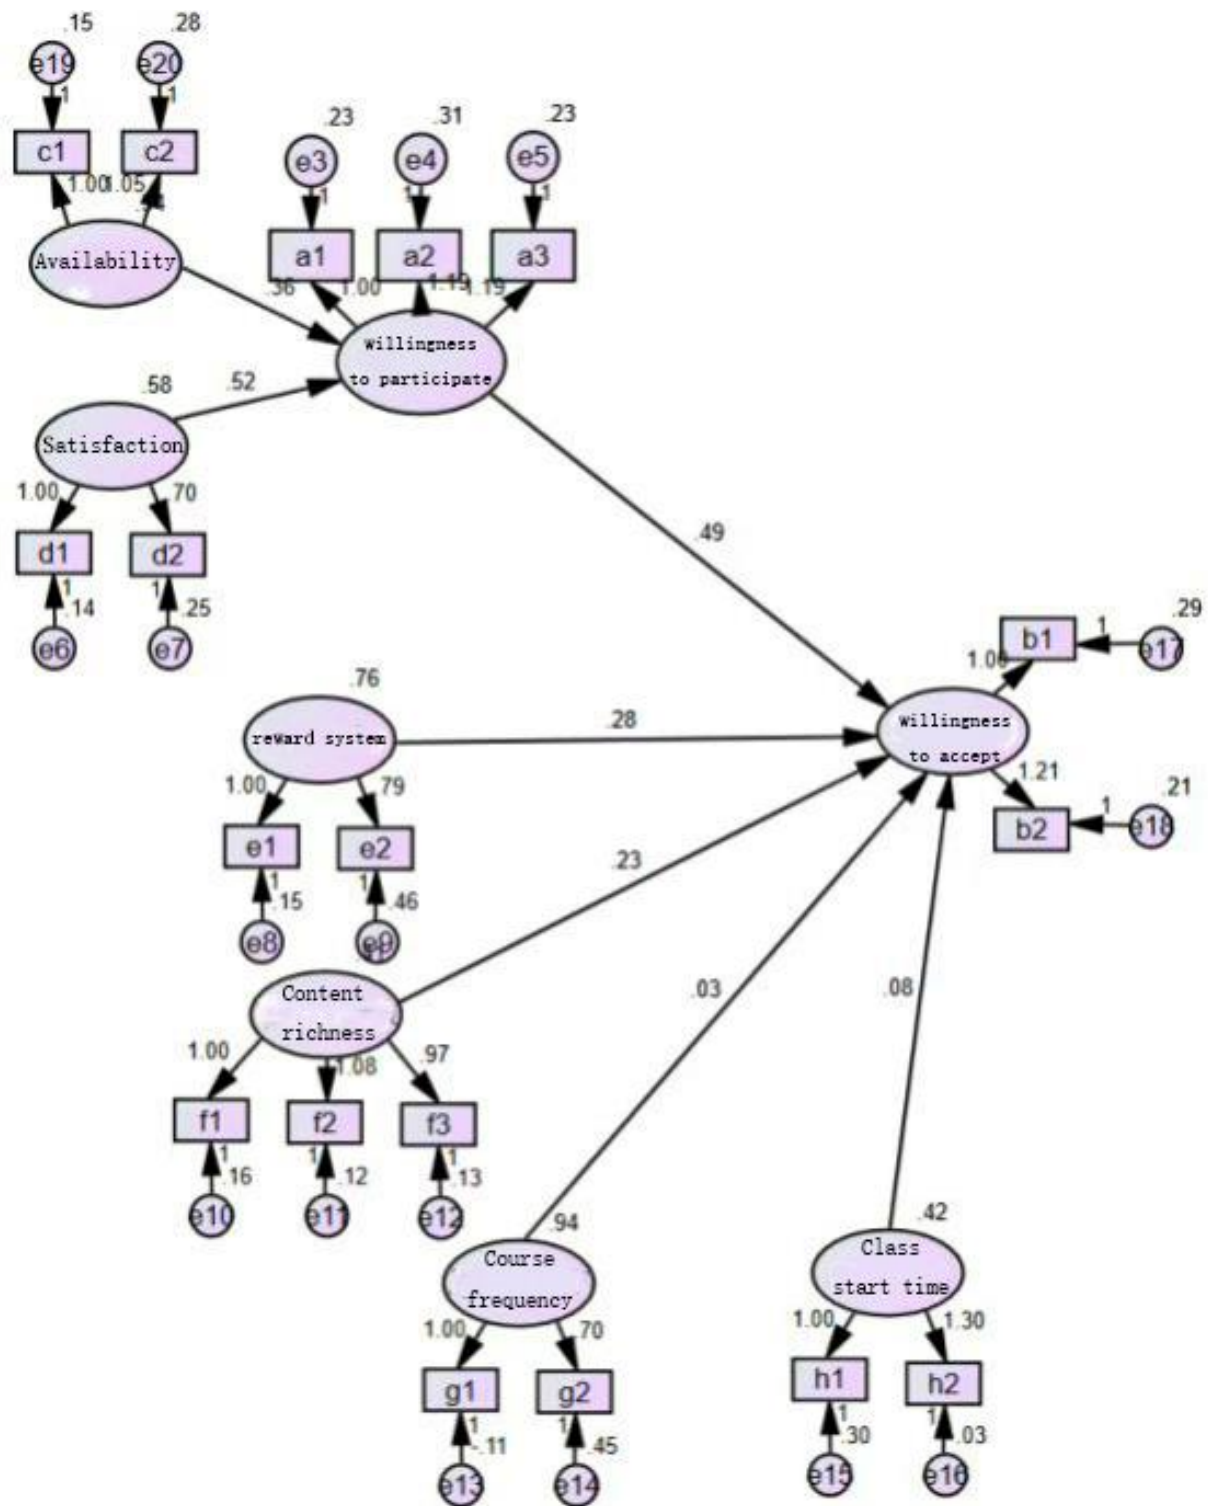 .15 .28
e19 e20
1 1
c1 c2
1.00 1.05
Availability
.23 .31 .23
e3 e4 e5
1 1 1
a1 a2 a3
.36 1.00 1.19 1.19
willingness
to participate
.58 .52
Satisfaction
1.00 .70
d1 d2
1 1
.14 .25
e6 e7
.49
.29
b1 1 e17
1.00
willingness
to accept
1.21 .21
b2 1 e18
.76
reward system
.28
1.00 .79
e1 e2
1 1
.15 .46
e8 e9
.23
Content
richness
1.00 1.08 .97
f1 f2 f3
1 1 1
.16 .12 .13
e10 e11 e12
.03 .08
.94
Course
frequency
1.00 .70
g1 g2
1 1
-.11 .45
e13 e14
.42
Class
start time
1.00 1.30
h1 h2
1 1
.30 .03
e15 e16